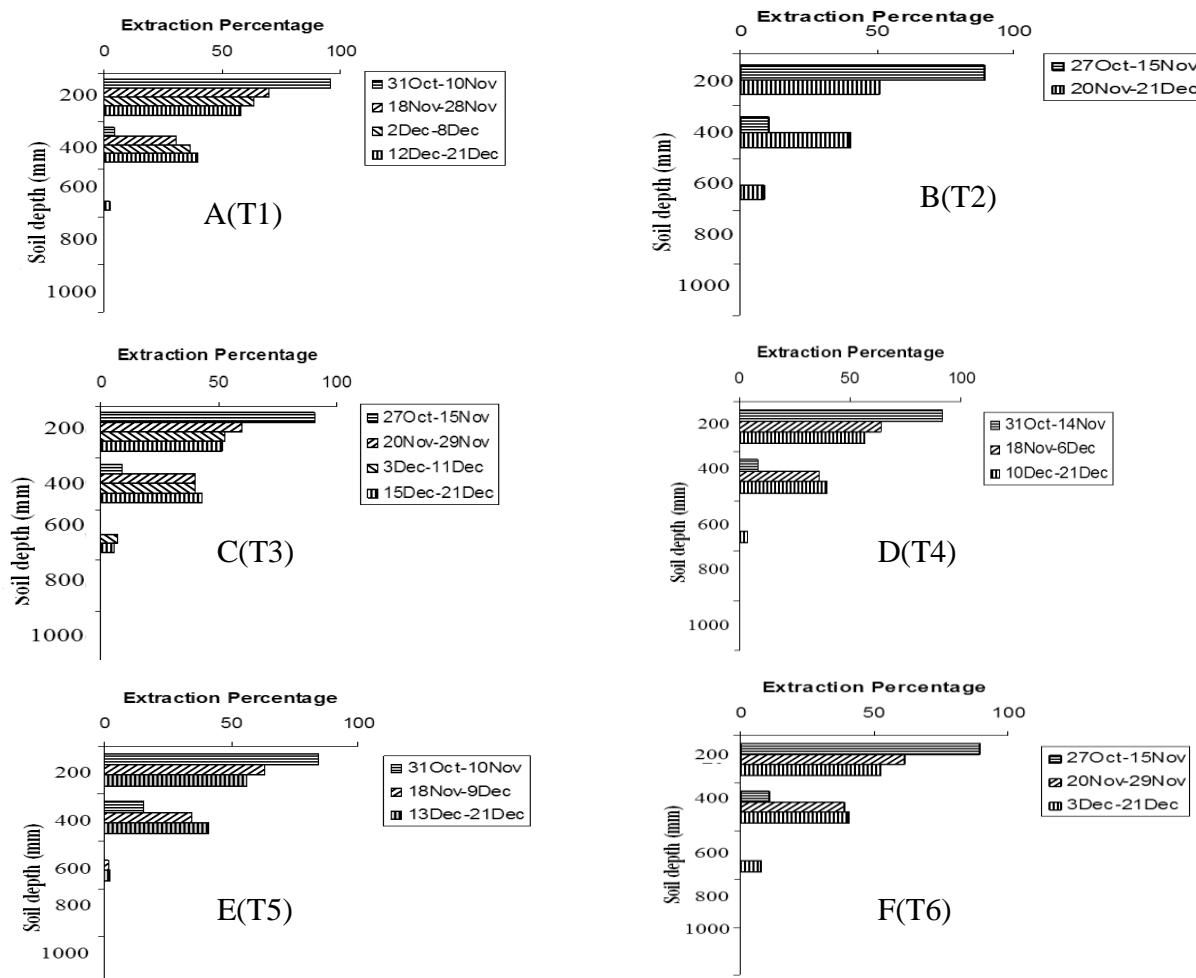 Extraction Percentage
0 50 100
200
400
600
800
1000
Soil depth (mm)
31Oct-10Nov
18Nov-28Nov
2Dec-8Dec
12Dec-21Dec
A(T1)
Extraction Percentage
0 50 100
200
400
600
800
1000
Soil depth (mm)
27Oct-15Nov
20Nov-21Dec
B(T2)
Extraction Percentage
0 50 100
200
400
600
800
1000
Soil depth (mm)
27Oct-15Nov
20Nov-29Nov
3Dec-11Dec
15Dec-21Dec
C(T3)
Extraction Percentage
0 50 100
200
400
600
800
1000
Soil depth (mm)
31Oct-14Nov
18Nov-6Dec
10Dec-21Dec
D(T4)
Extraction Percentage
0 50 100
200
400
600
800
1000
Soil depth (mm)
31Oct-10Nov
18Nov-9Dec
13Dec-21Dec
E(T5)
Extraction Percentage
0 50 100
200
400
600
800
1000
Soil depth (mm)
27Oct-15Nov
20Nov-29Nov
3Dec-21Dec
F(T6)